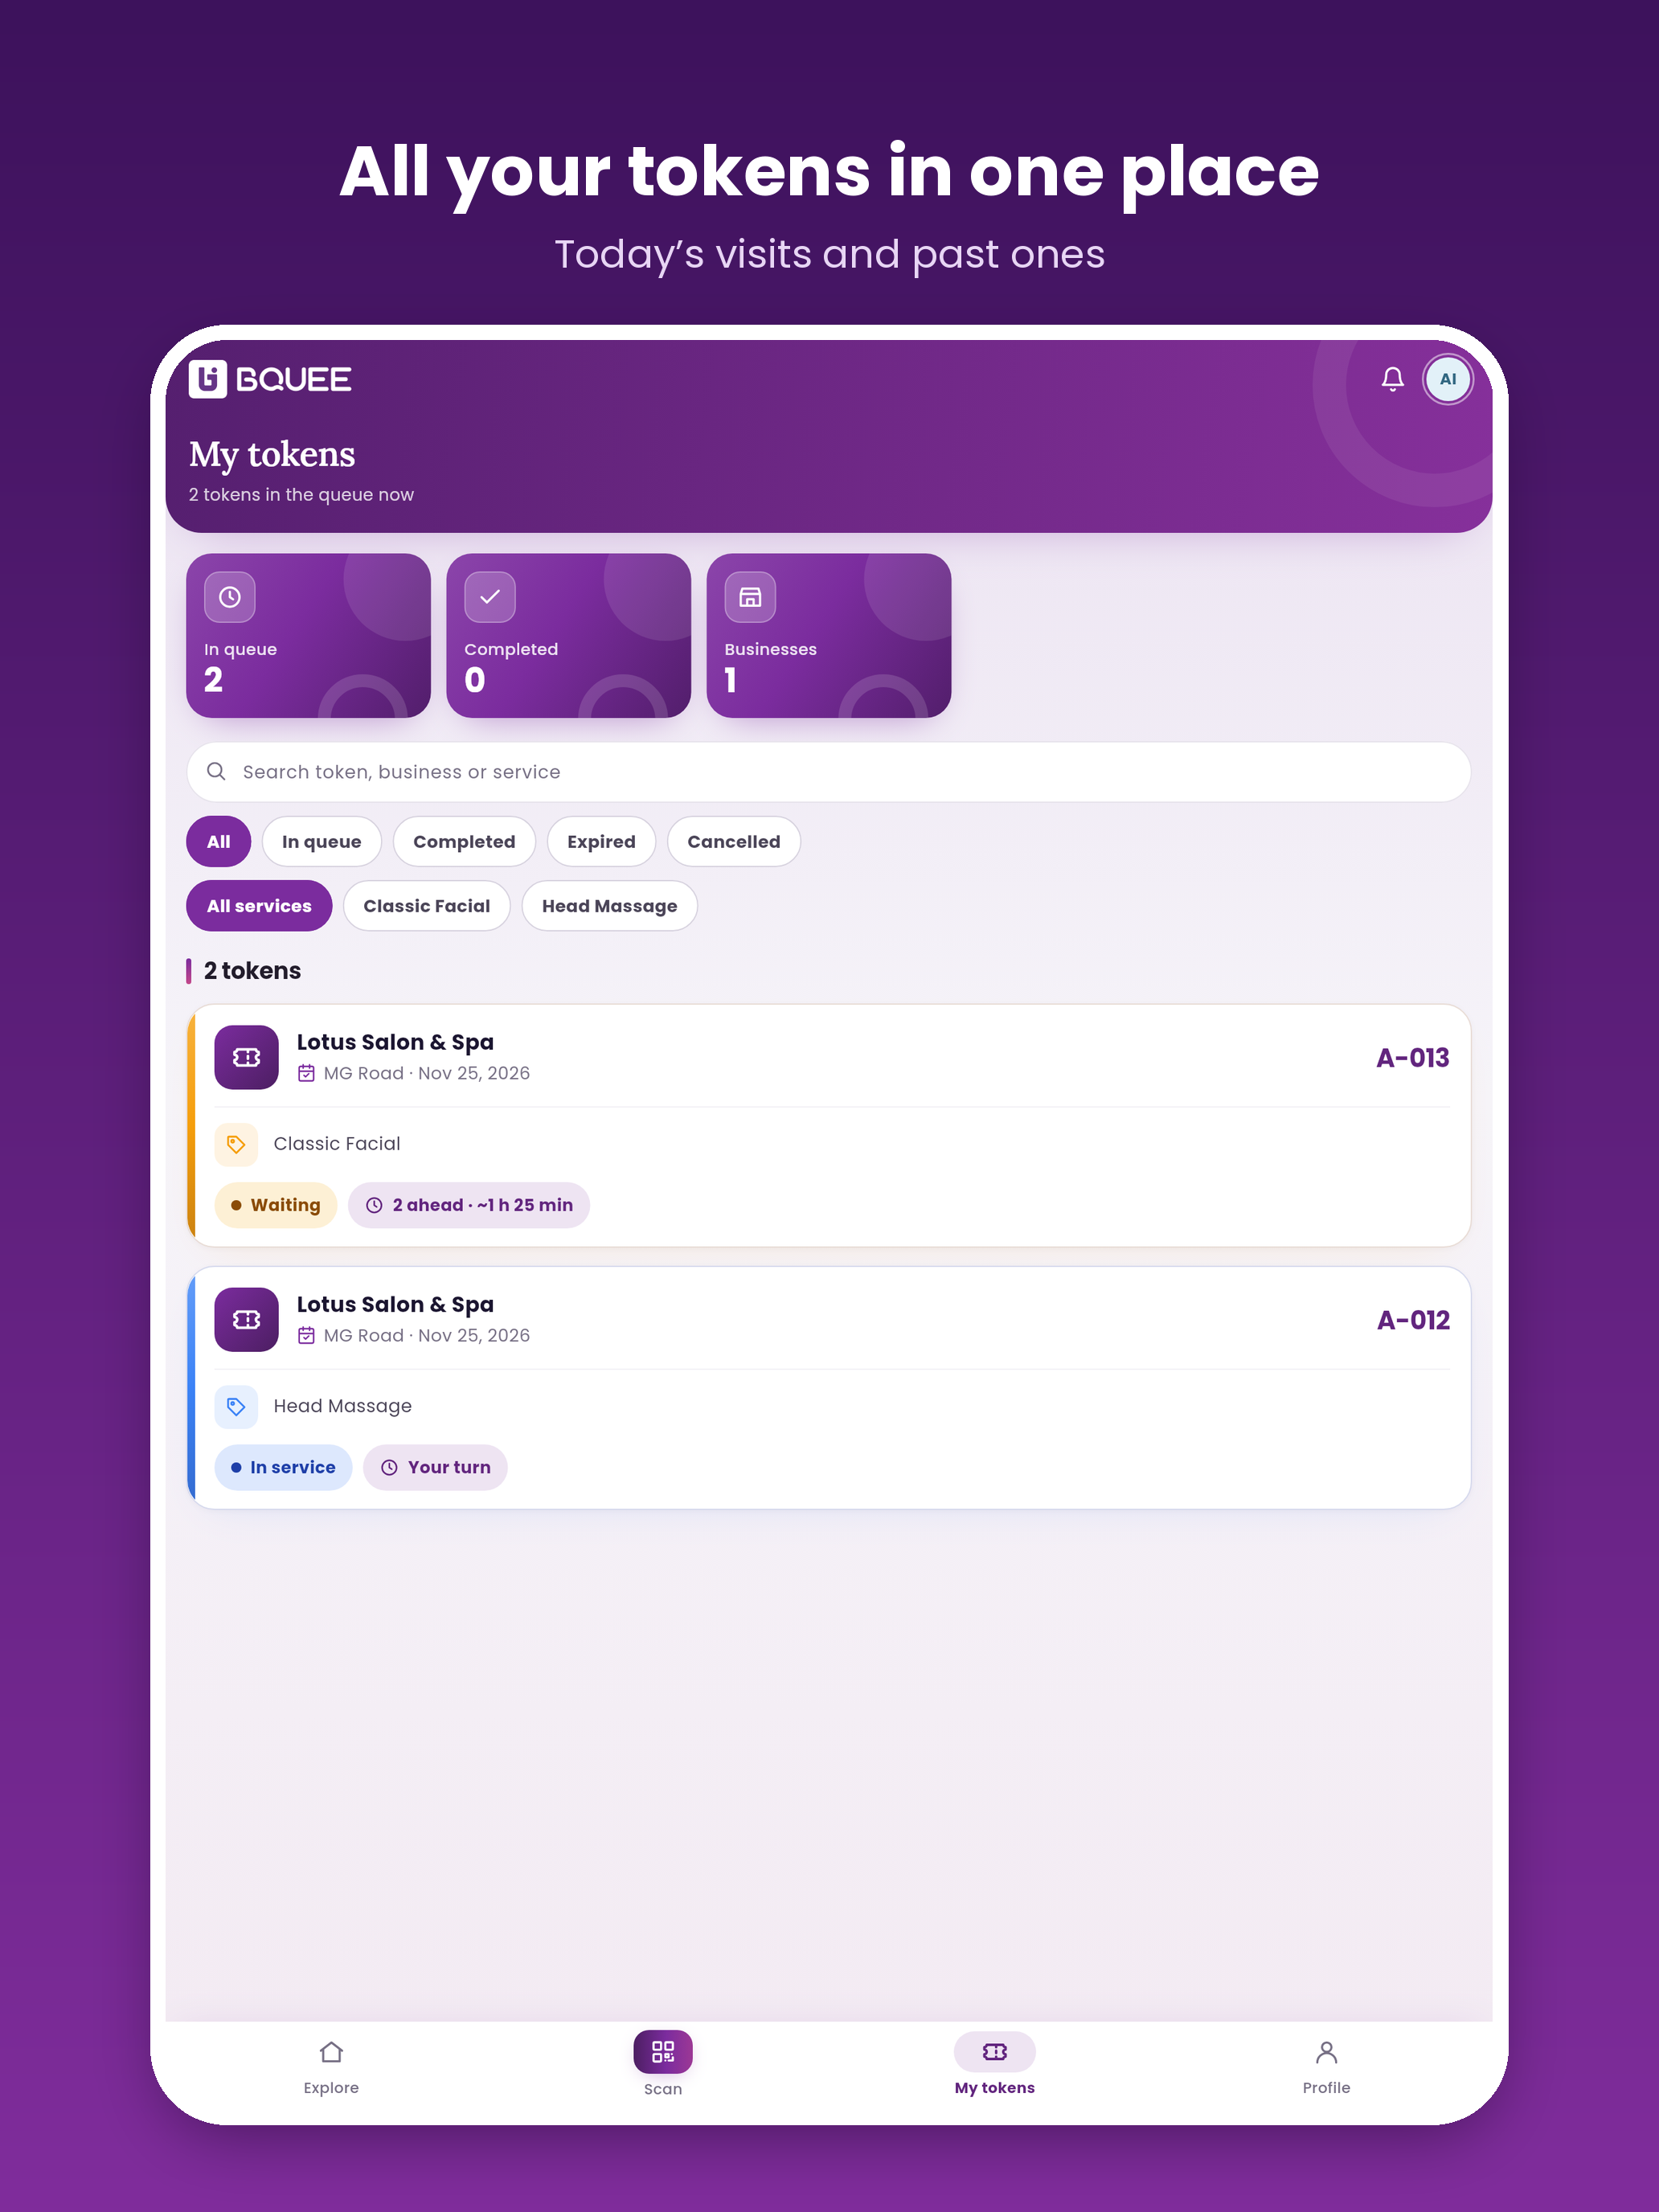 All your tokens in one place
Today’s visits and past ones
BQUEE
AI
My tokens
2 tokens in the queue now
In queue
2
Completed
0
Businesses
1
Search token, business or service
All
In queue
Completed
Expired
Cancelled
All services
Classic Facial
Head Massage
2 tokens
Lotus Salon & Spa
MG Road · Nov 25, 2026
A-013
Classic Facial
Waiting
2 ahead · ~1 h 25 min
Lotus Salon & Spa
MG Road · Nov 25, 2026
A-012
Head Massage
In service
Your turn
Explore
Scan
My tokens
Profile